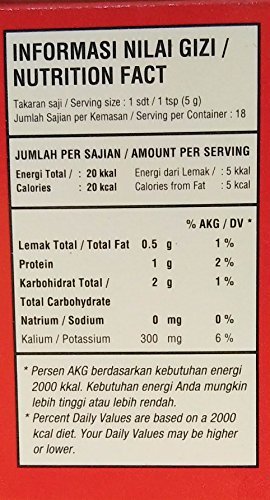 INFORMASI NILAI GIZI /
NUTRITION FACT
Takaran saji / Serving size : 1 sdt / 1 tsp (5 g)
Jumlah Sajian per Kemasan / Serving per Container : 18
JUMLAH PER SAJIAN / AMOUNT PER SERVING
Energi Total / : 20 kkal Energi dari Lemak / : 5 kkal
Calories : 20 kcal Calories from Fat : 5 kcal
% AKG / DV *
Lemak Total / Total Fat 0.5 g 1%
Protein 1 g 2%
Karbohidrat Total / 2 g 1%
Total Carbohydrate
Natrium / Sodium 0 mg 0%
Kalium / Potassium 300 mg 6%
* Persen AKG berdasarkan kebutuhan energi
2000 kkal. Kebutuhan energi Anda mungkin
lebih tinggi atau lebih rendah.
* Percent Daily Values are based on a 2000
kcal diet. Your Daily Values may be higher
or lower.